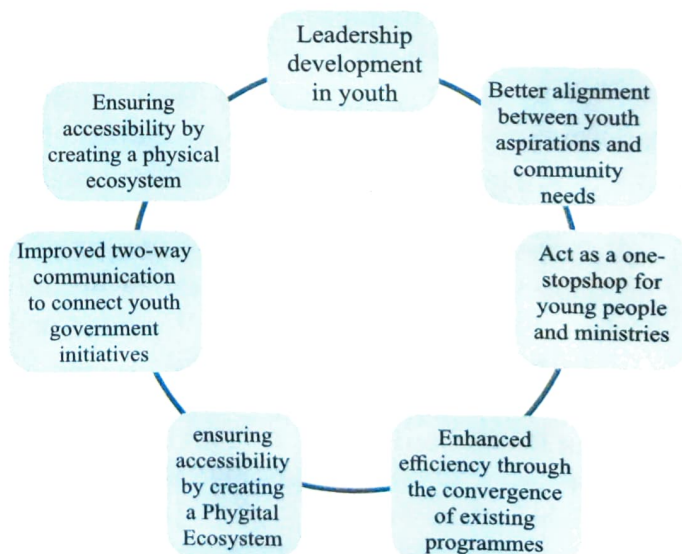 Leadership
development
in youth
Better alignment
between youth
aspirations and
community
needs
Act as a one-
stopshop for
young people
and ministries
Enhanced
efficiency through
the convergence
of existing
programmes
ensuring
accessibility
by creating
a Phygital
Ecosystem
Improved two-way
communication
to connect youth
government
initiatives
Ensuring
accessibility by
creating a physical
ecosystem